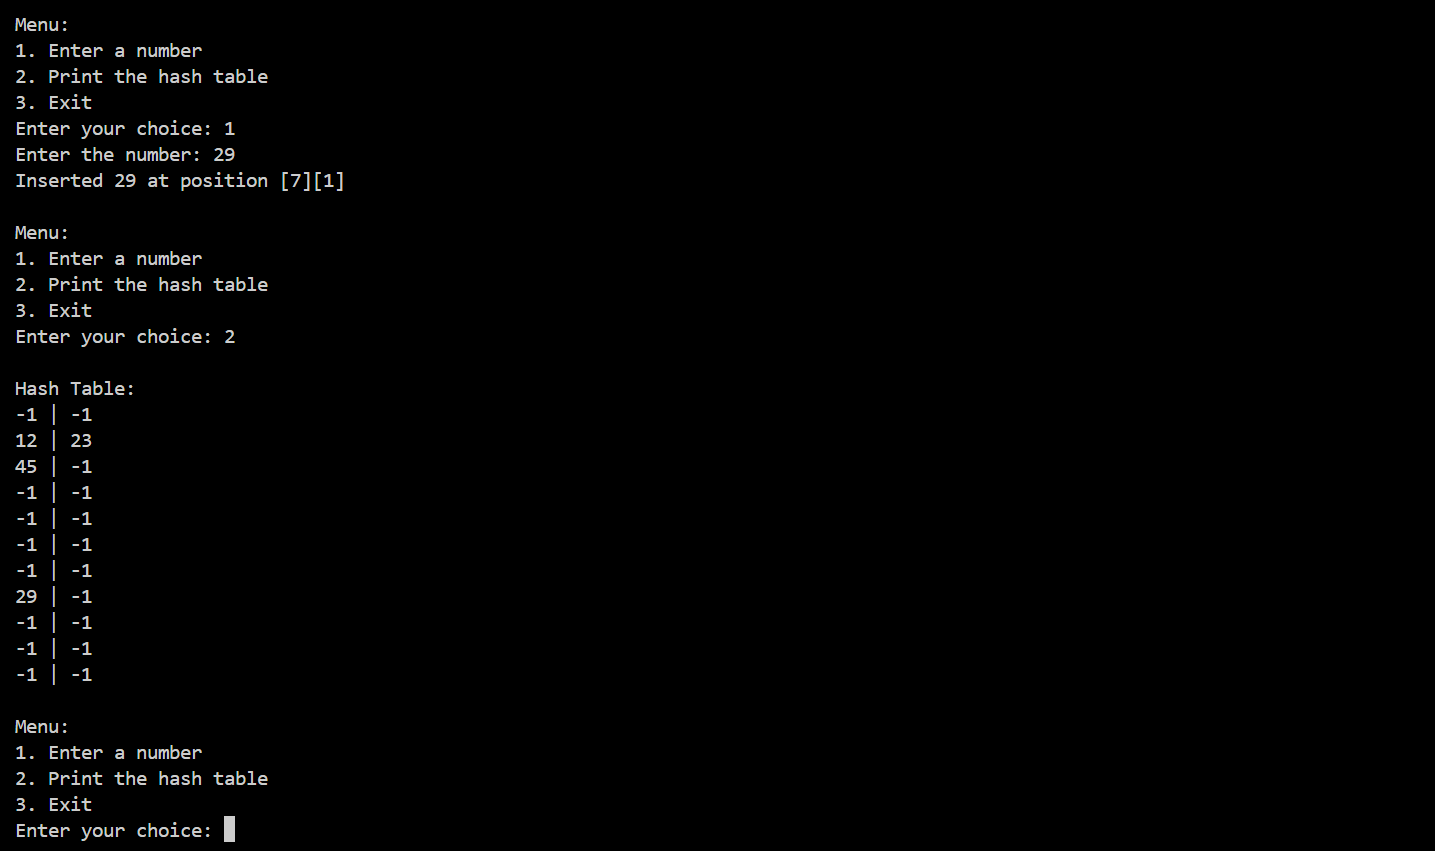 Menu:
1. Enter a number
2. Print the hash table
3. Exit
Enter your choice: 1
Enter the number: 29
Inserted 29 at position [7][1]

Menu:
1. Enter a number
2. Print the hash table
3. Exit
Enter your choice: 2

Hash Table:
-1 | -1
12 | 23
45 | -1
-1 | -1
-1 | -1
-1 | -1
-1 | -1
29 | -1
-1 | -1
-1 | -1
-1 | -1

Menu:
1. Enter a number
2. Print the hash table
3. Exit
Enter your choice: